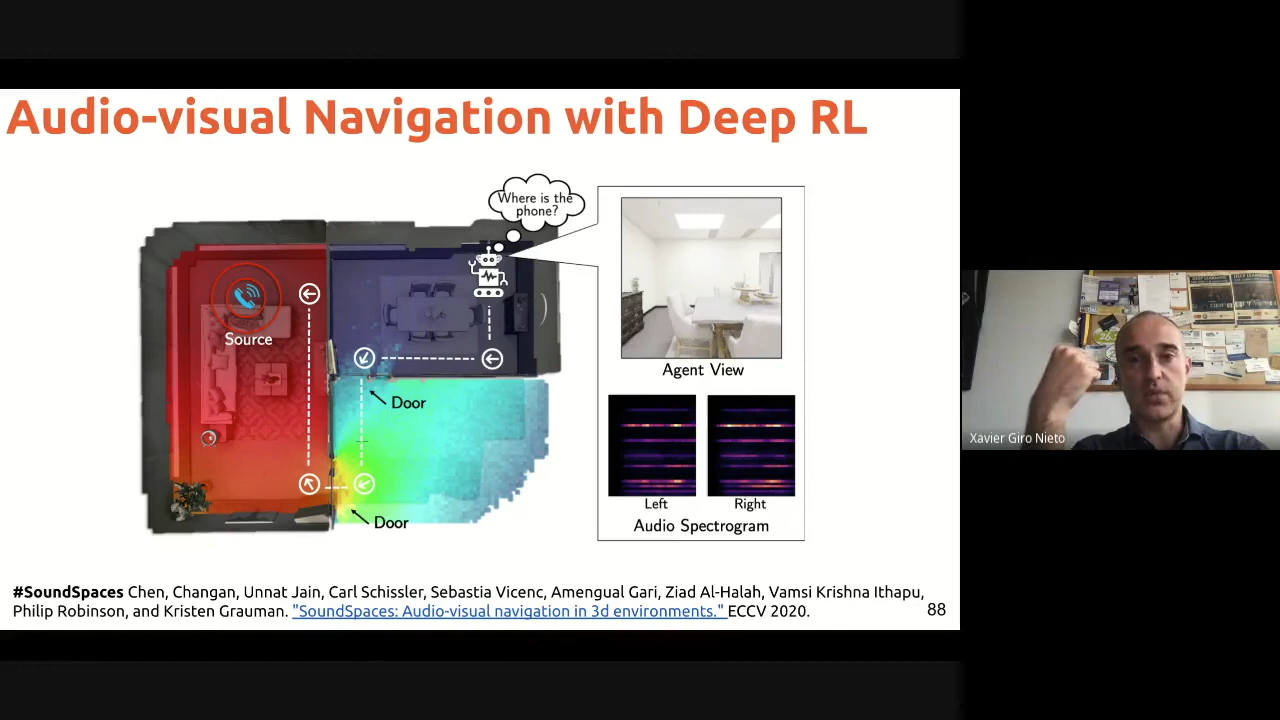 Audio-visual Navigation with Deep RL
Where is the
phone?
Source
Door
Door
Agent View
Left
Right
Audio Spectrogram
#SoundSpaces Chen, Changan, Unnat Jain, Carl Schissler, Sebastia Vicenc, Amengual Gari, Ziad Al-Halah, Vamsi Krishna Ithapu,
Philip Robinson, and Kristen Grauman. "SoundSpaces: Audio-visual navigation in 3d environments." ECCV 2020.
88
Xavier Giro Nieto